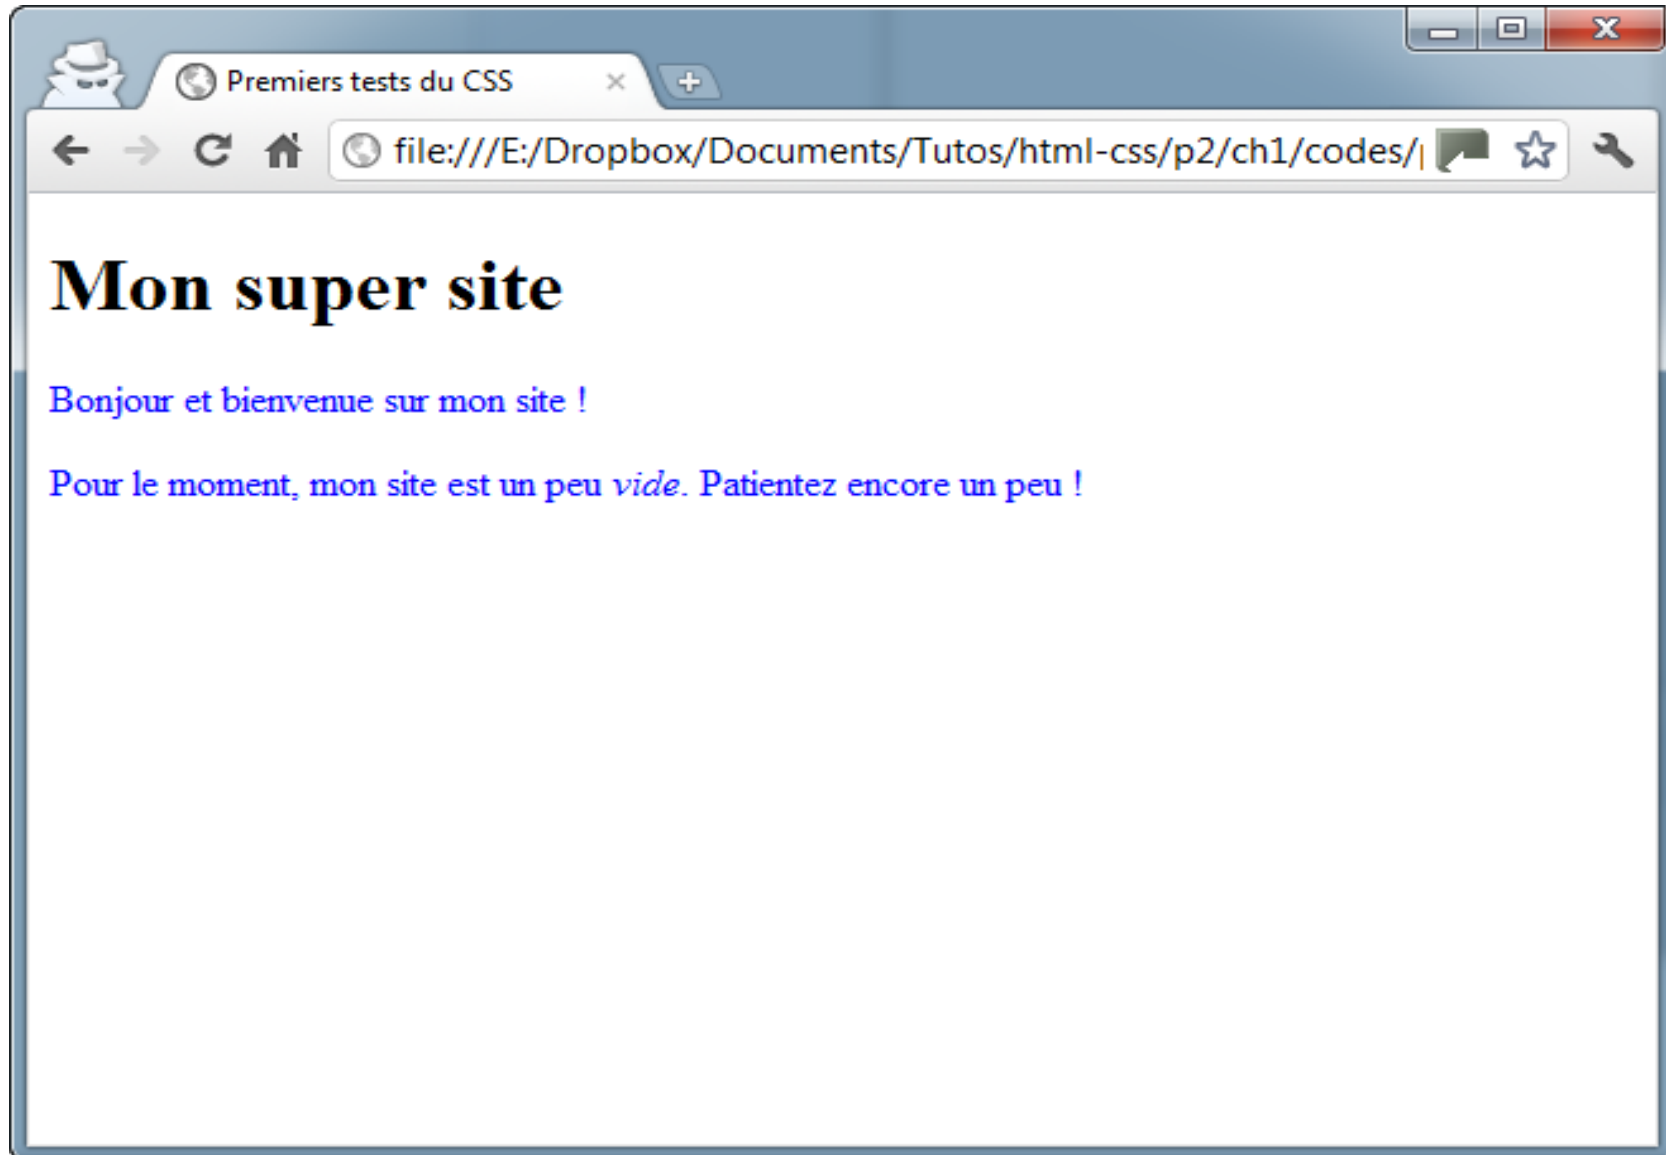 Premiers tests du CSS
file:///E:/Dropbox/Documents/Tutos/html-css/p2/ch1/codes/
Mon super site
Bonjour et bienvenue sur mon site !
Pour le moment, mon site est un peu vide. Patientez encore un peu !